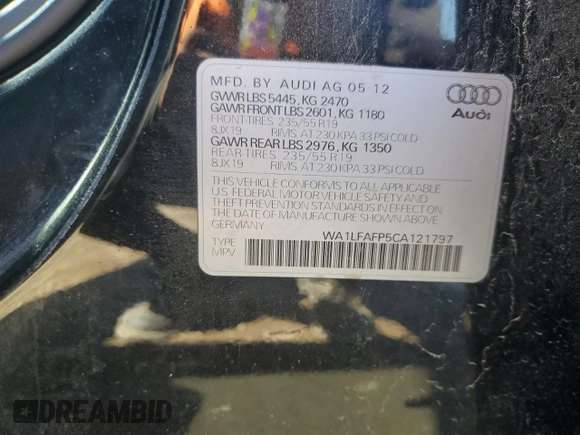 MFD. BY AUDI AG 05 12
GVWR LBS 5445, KG 2470
GAWR FRONT LBS 2601, KG 1180
FRONT-TIRES 235/55 R19
8JX19 RIMS, AT 230 KPA 33 PSI COLD
GAWR REAR LBS 2976, KG 1350
REAR-TIRES 235/55 R19
8JX19 RIMS, AT 230 KPA 33 PSI COLD
Audi
THIS VEHICLE CONFORMS TO ALL APPLICABLE
U.S. FEDERAL MOTOR VEHICLE SAFETY AND
THEFT PREVENTION STANDARDS IN EFFECT ON
THE DATE OF MANUFACTURE SHOWN ABOVE
GERMANY
WA1LFAFP5CA121797
TYPE
MPV
DREAMBID